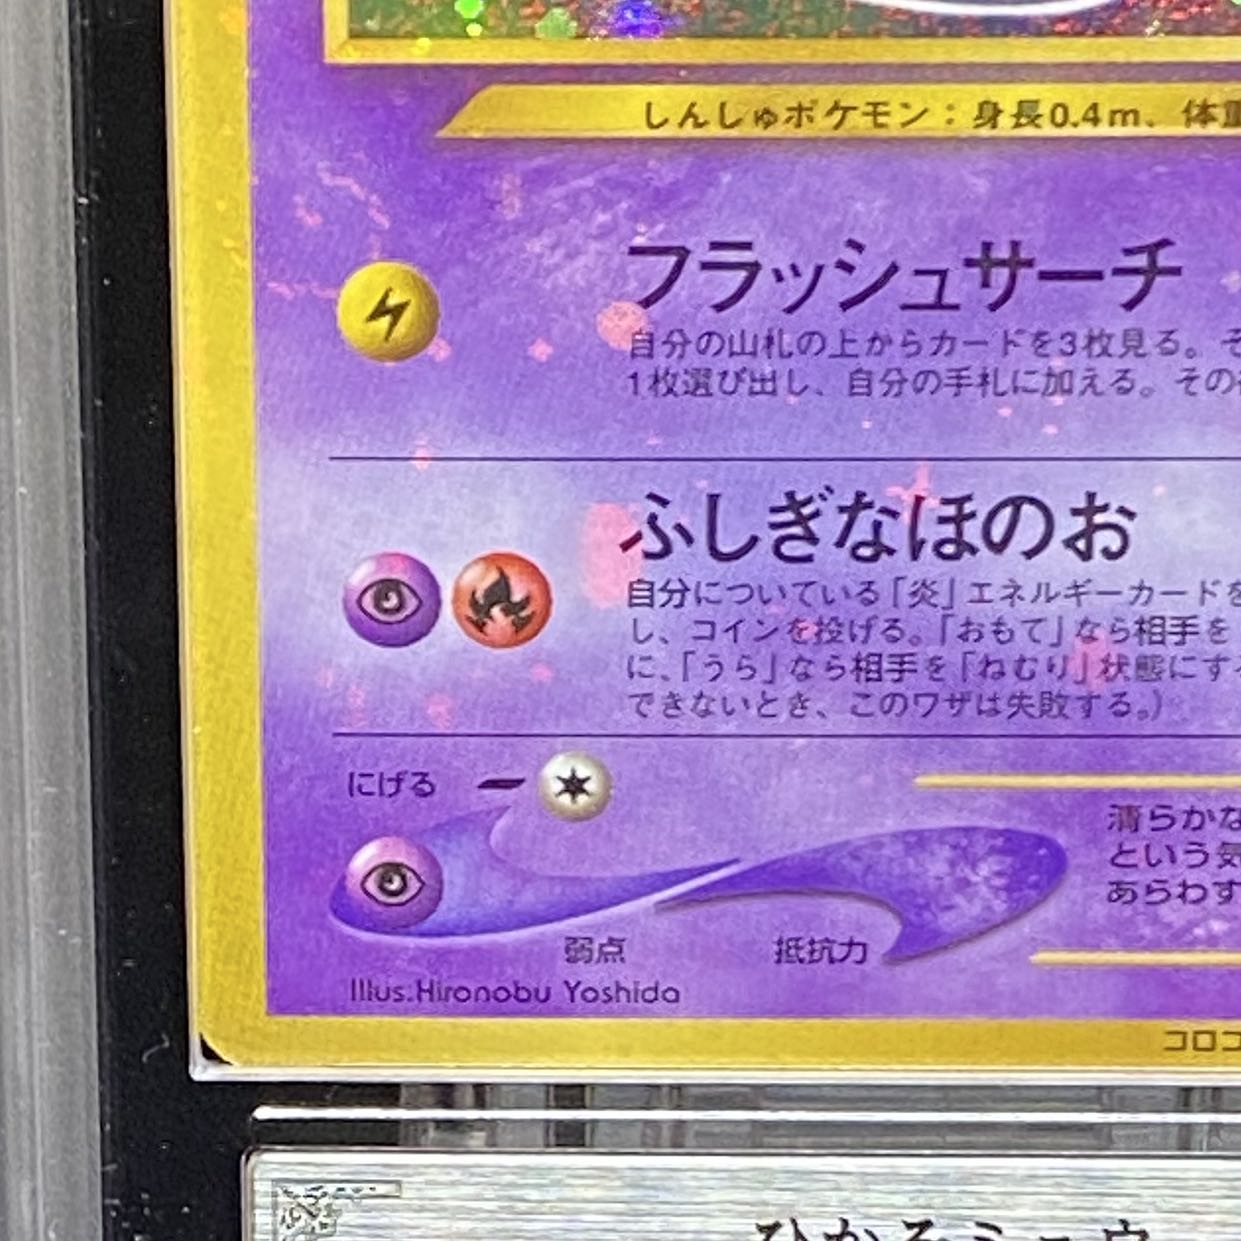 しんしゅポケモン：身長0.4m、体重
フラッシュサーチ
自分の山札の上からカードを3枚見る。そ
1枚選び出し、自分の手札に加える。その
ふしぎなほのお
自分についている「炎」エネルギーカードを
し、コインを投げる。「おもて」なら相手を
に、「うら」なら相手を「ねむり」状態にす
できないとき、このワザは失敗する。）
にげる
清らかな
という気
あらわす
弱点 抵抗力
Illus.Hironobu Yoshida
コロコ
ひかるミュウ